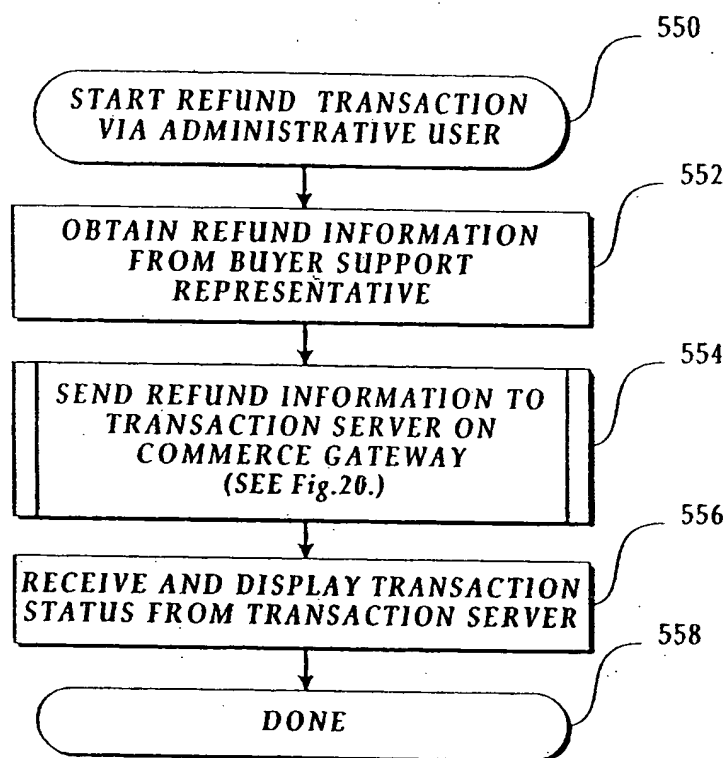 550
START REFUND TRANSACTION
VIA ADMINISTRATIVE USER
552
OBTAIN REFUND INFORMATION
FROM BUYER SUPPORT
REPRESENTATIVE
554
SEND REFUND INFORMATION TO
TRANSACTION SERVER ON
COMMERCE GATEWAY
(SEE Fig.20.)
556
RECEIVE AND DISPLAY TRANSACTION
STATUS FROM TRANSACTION SERVER
558
DONE